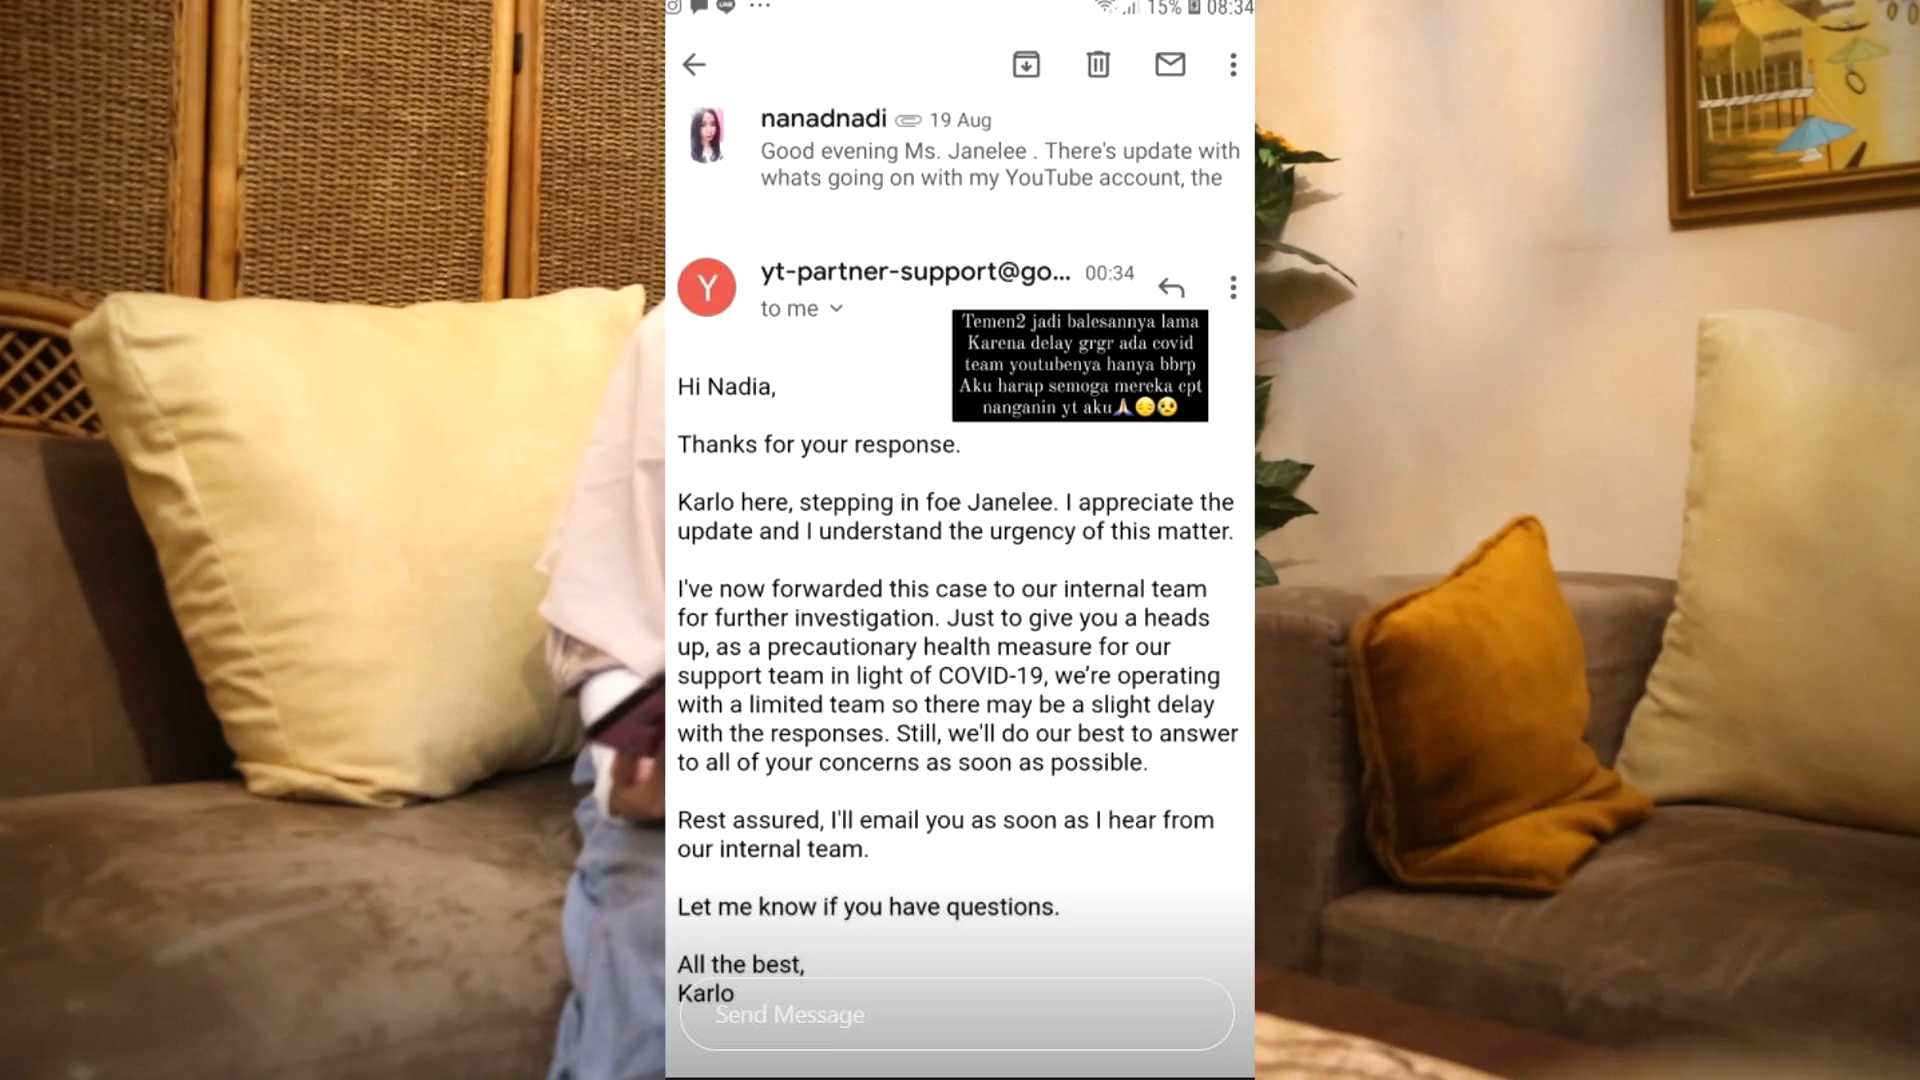 15% 08:34
nanadnadi 19 Aug
Good evening Ms. Janelee . There's update with
whats going on with my YouTube account, the
Y
yt-partner-support@go... 00:34
to me
Temen2 jadi balesannya lama
Karena delay grgr ada covid
team youtubenya hanya bbrp
Aku harap semoga mereka cpt
nanganin yt aku🙏😔😥
Hi Nadia,
Thanks for your response.
Karlo here, stepping in foe Janelee. I appreciate the
update and I understand the urgency of this matter.
I've now forwarded this case to our internal team
for further investigation. Just to give you a heads
up, as a precautionary health measure for our
support team in light of COVID-19, we’re operating
with a limited team so there may be a slight delay
with the responses. Still, we'll do our best to answer
to all of your concerns as soon as possible.
Rest assured, I'll email you as soon as I hear from
our internal team.
Let me know if you have questions.
All the best,
Karlo
Send Message